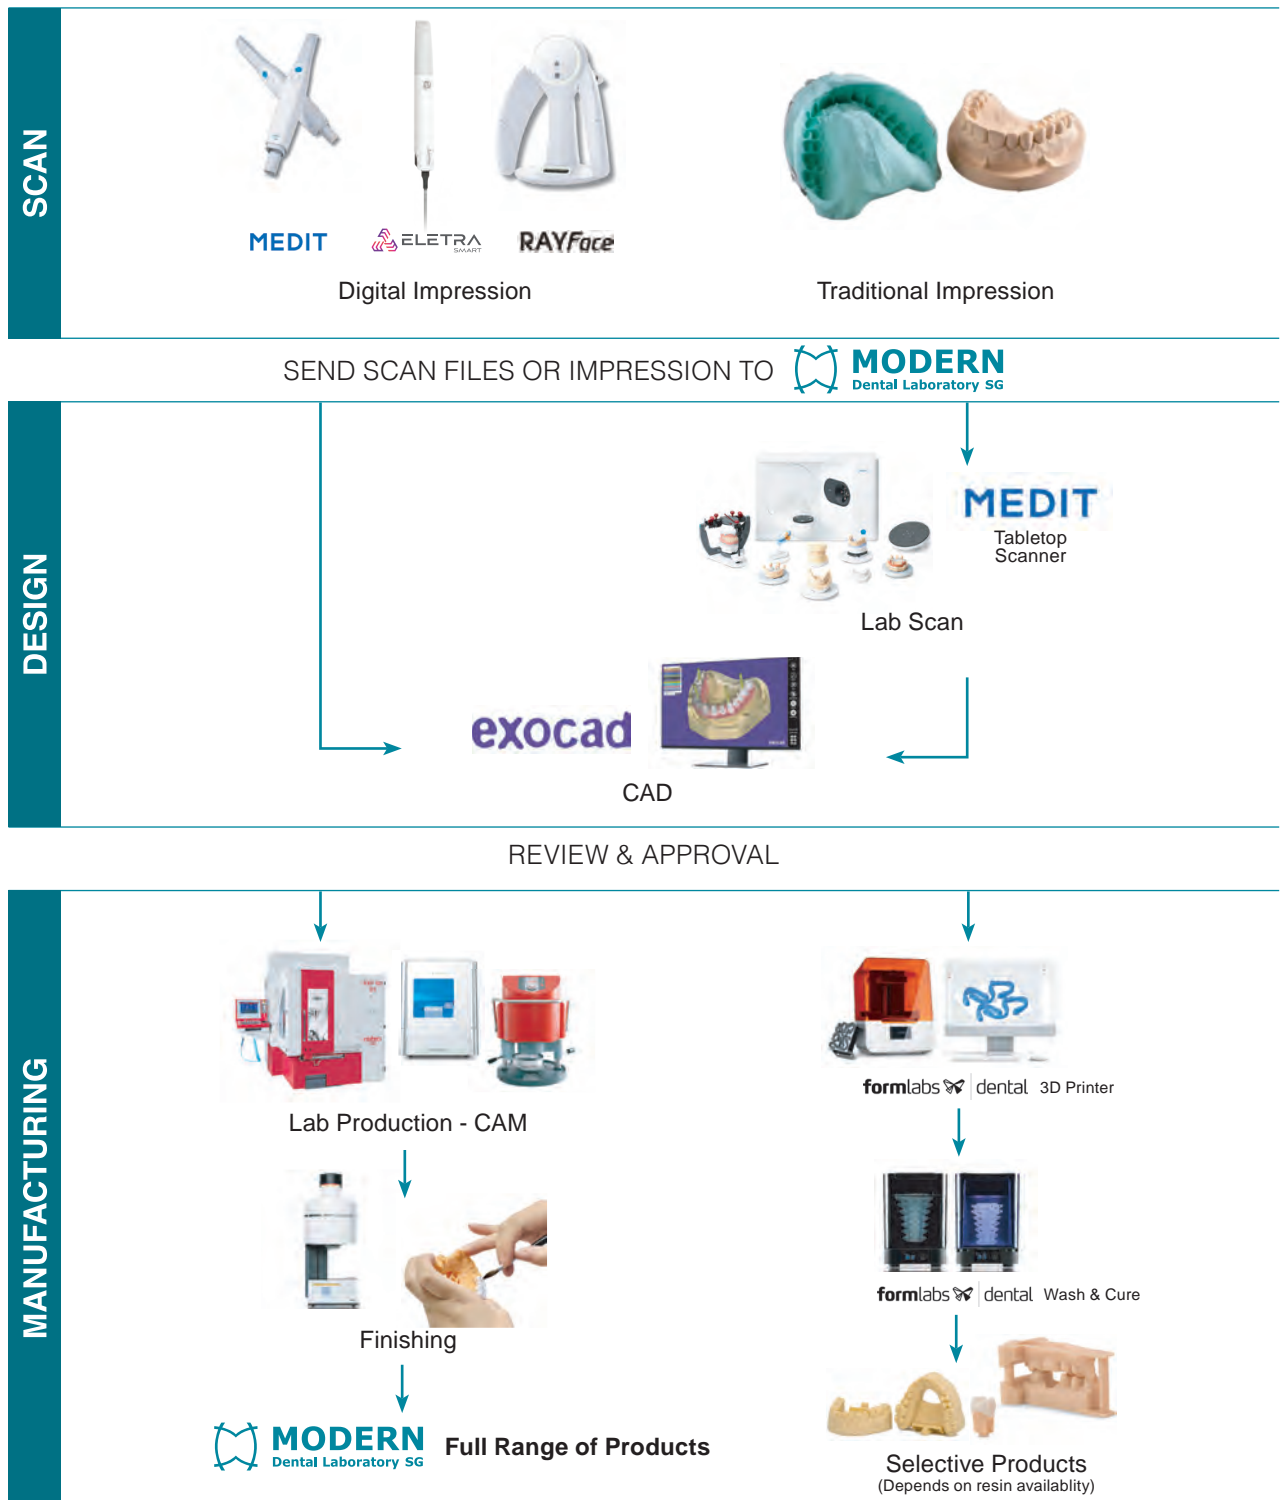 SCAN
MEDIT
ELETRA
SMART
RAYFace
Digital Impression
Traditional Impression
SEND SCAN FILES OR IMPRESSION TO
MODERN
Dental Laboratory SG
DESIGN
MEDIT
Tabletop
Scanner
Lab Scan
exocad
CAD
REVIEW & APPROVAL
MANUFACTURING
Lab Production - CAM
formlabs | dental 3D Printer
formlabs | dental Wash & Cure
Finishing
MODERN
Dental Laboratory SG
Full Range of Products
Selective Products
(Depends on resin availablity)